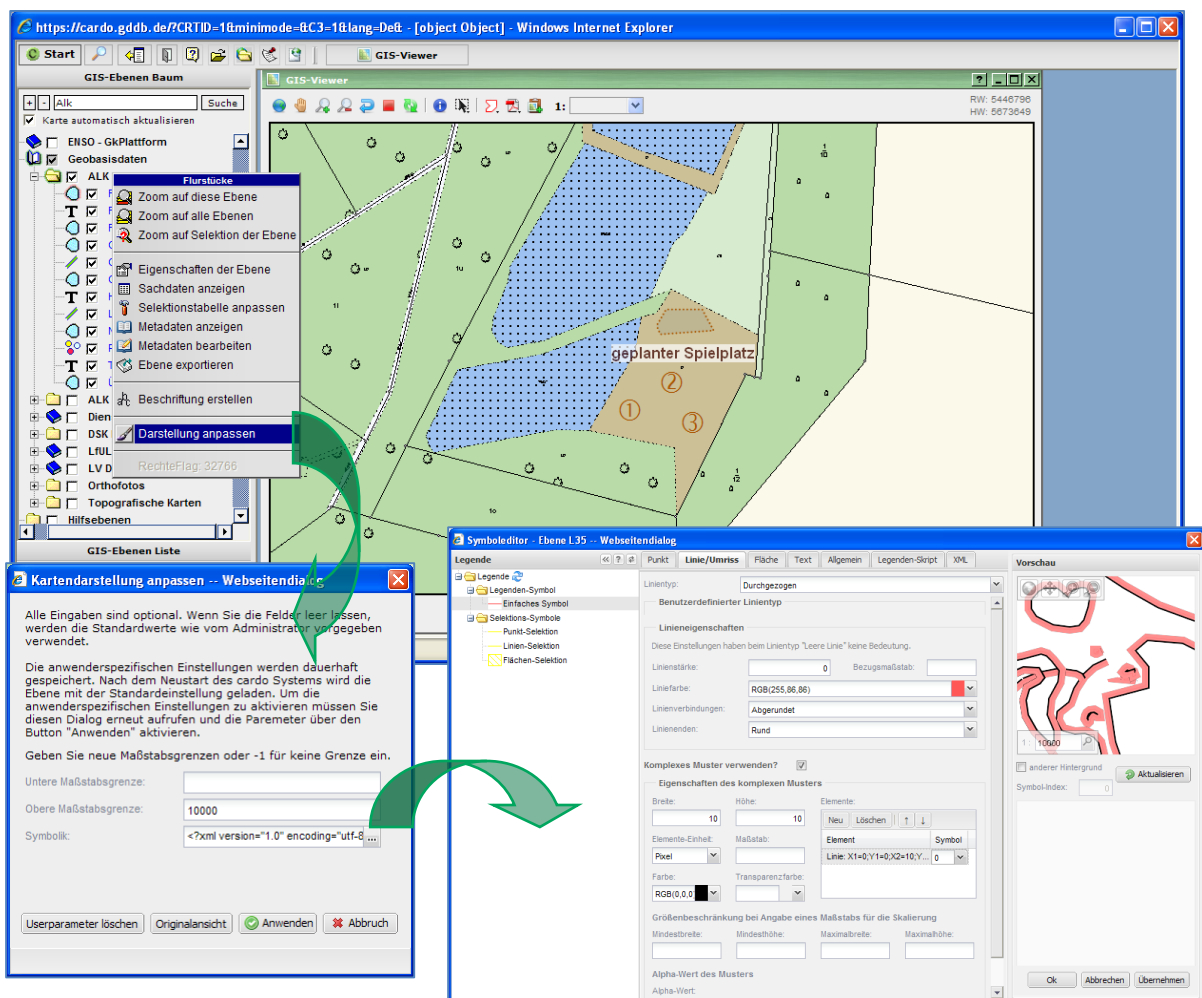 https://cardo.gddb.de/?CRTID=1&minimode=&C3=1&lang=De& - [object Object] - Windows Internet Explorer
Start
GIS-Viewer
GIS-Ebenen Baum
+ - Alk Suche
Karte automatisch aktualisieren
ENSO - GkPlattform
Geobasisdaten
ALK
ALK
Dien
DSK
LfUL
LV D
Orthofotos
Topografische Karten
Hilfsebenen
GIS-Ebenen Liste
Flurstücke
Zoom auf diese Ebene
Zoom auf alle Ebenen
Zoom auf Selektion der Ebene
Eigenschaften der Ebene
Sachdaten anzeigen
Selektionstabelle anpassen
Metadaten anzeigen
Metadaten bearbeiten
Ebene exportieren
Beschriftung erstellen
Darstellung anpassen
RechteFlag: 32766
GIS-Viewer
1:
RW: 5446796
HW: 5673649
geplanter Spielplatz
①
②
③
Kartendarstellung anpassen -- Webseitendialog
Alle Eingaben sind optional. Wenn Sie die Felder leer lassen,
werden die Standardwerte wie vom Administrator vorgegeben
verwendet.
Die anwenderspezifischen Einstellungen werden dauerhaft
gespeichert. Nach dem Neustart des cardo Systems wird die
Ebene mit der Standardeinstellung geladen. Um die
anwenderspezifischen Einstellungen zu aktivieren müssen Sie
diesen Dialog erneut aufrufen und die Paremeter über den
Button "Anwenden" aktivieren.
Geben Sie neue Maßstabsgrenzen oder -1 für keine Grenze ein.
Untere Maßstabsgrenze:
Obere Maßstabsgrenze: 10000
Symbolik: <?xml version="1.0" encoding="utf-8 ...
Userparameter löschen Originalansicht Anwenden Abbruch
Symboleditor - Ebene L35 -- Webseitendialog
Legende
Legende
Legenden-Symbol
Einfaches Symbol
Selektions-Symbole
Punkt-Selektion
Linien-Selektion
Flächen-Selektion
Punkt Linie/Umriss Fläche Text Allgemein Legenden-Skript XML
Linientyp: Durchgezogen
Benutzerdefinierter Linientyp
Linieneigenschaften
Diese Einstellungen haben beim Linientyp "Leere Linie" keine Bedeutung.
Linienstärke: 0 Bezugsmaßstab:
Liniefarbe: RGB(255,86,86)
Linienverbindungen: Abgerundet
Linienenden: Rund
Komplexes Muster verwenden?
Eigenschaften des komplexen Musters
Breite: Höhe: Elemente:
10 10 Neu Löschen ↑ ↓
Elemente-Einheit: Maßstab: Element Symbol
Pixel Linie: X1=0;Y1=0;X2=10;Y... 0
Farbe: Transparenzfarbe:
RGB(0,0,0
Größenbeschränkung bei Angabe eines Maßstabs für die Skalierung
Mindestbreite: Mindesthöhe: Maximalbreite: Maximalhöhe:
Alpha-Wert des Musters
Alpha-Wert:
Vorschau
1 : 10000
anderer Hintergrund
Aktualisieren
Symbol-Index: 0
Ok Abbrechen Übernehmen